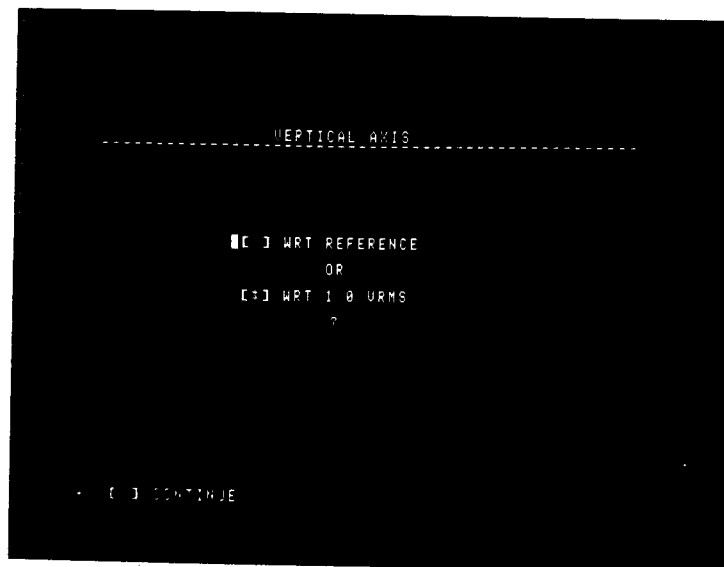 VERTICAL AXIS
[ ] WRT REFERENCE
OR
[*] WRT 1.0 VRMS
?
[ ] CONTINUE